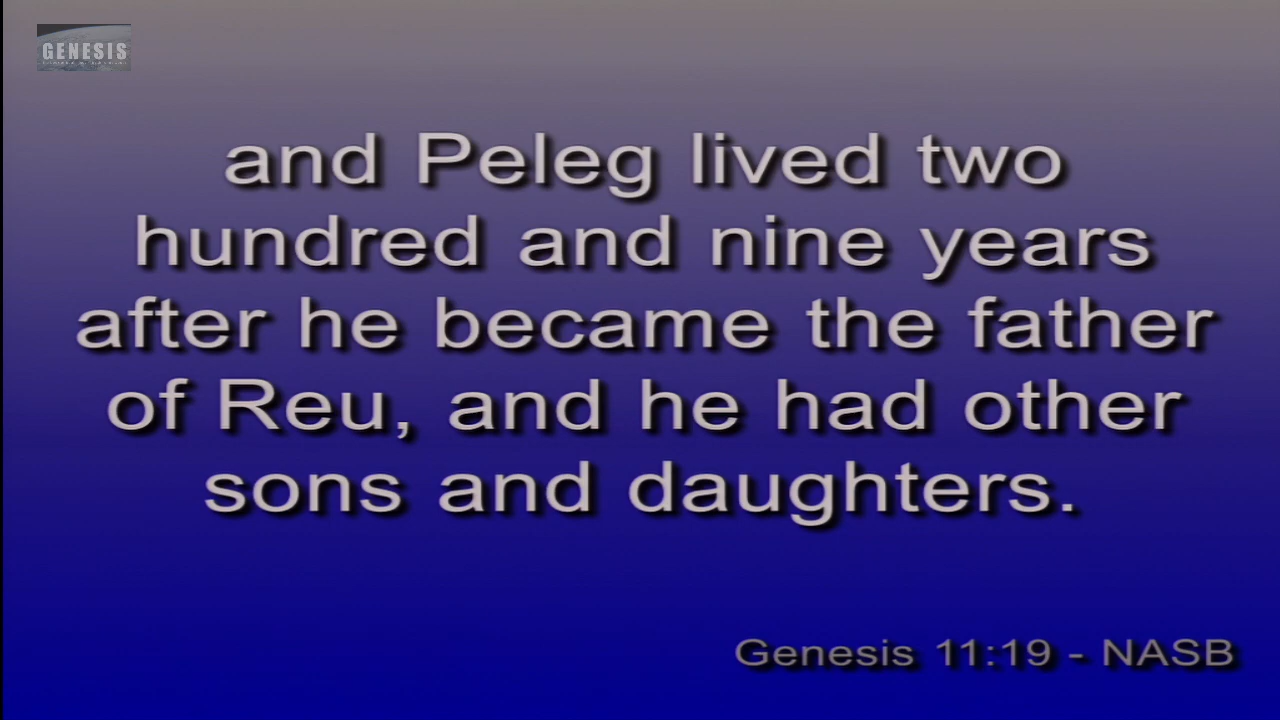 GENESIS
and Peleg lived two
hundred and nine years
after he became the father
of Reu, and he had other
sons and daughters.
Genesis 11:19 - NASB